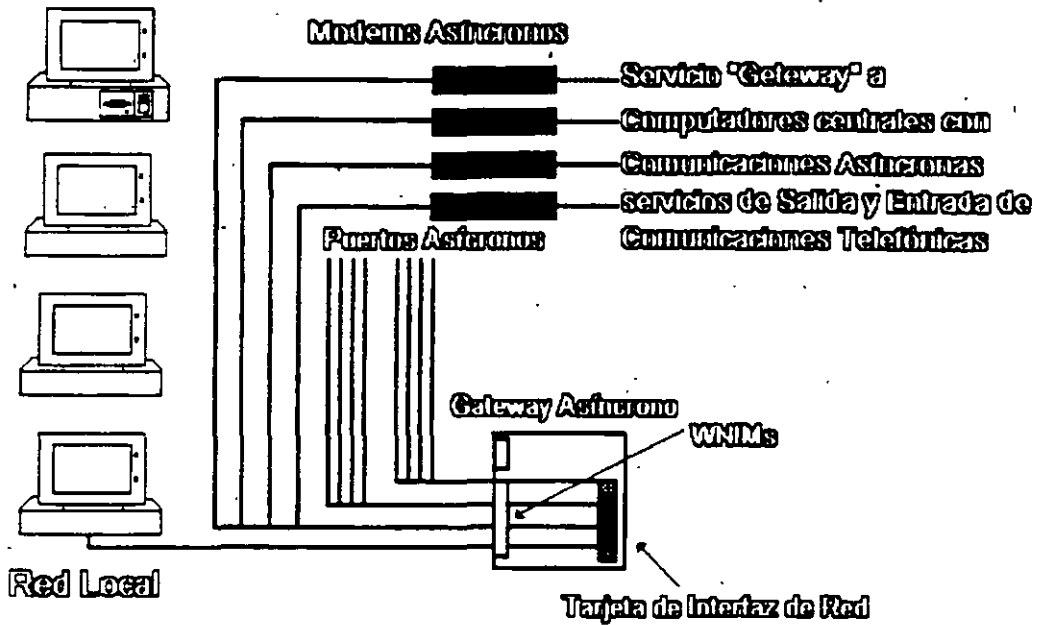 Modems Asíncronos
Servicio "Geteway" a
Computadores centrales con
Comunicaciones Asíncronas
servicios de Salida y Entrada de
Comunicaciones Telefónicas
Puertos Asícronos
Gateway Asíncrono
WNIMs
Red Local
Tarjeta de Interfaz de Red